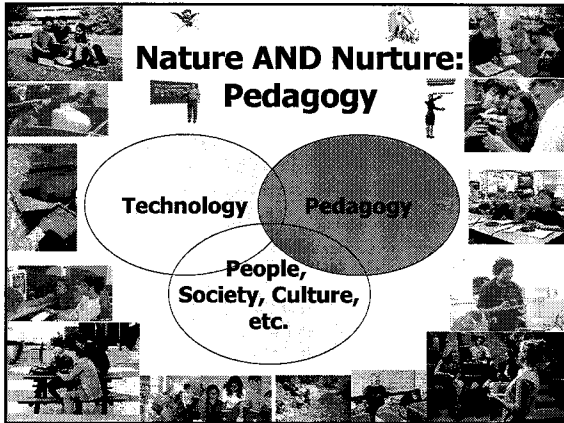 Nature AND Nurture:
Pedagogy
Technology
Pedagogy
People,
Society, Culture,
etc.